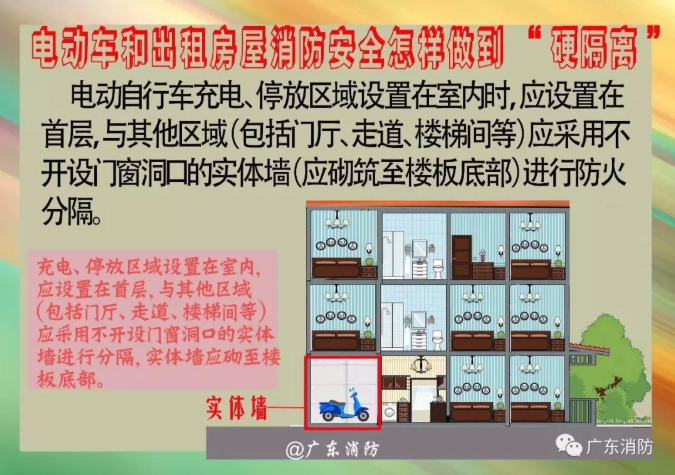 电动车和出租房屋消防安全怎样做到“硬隔离”
电动自行车充电、停放区域设置在室内时,应设置在
首层,与其他区域(包括门厅、走道、楼梯间等)应采用不
开设门窗洞口的实体墙(应砌筑至楼板底部)进行防火
分隔。
充电、停放区域设置在室内,
应设置在首层,与其他区域
(包括门厅、走道、楼梯间等)
应采用不开设门窗洞口的实体
墙进行分隔,实体墙应砌至楼
板底部。
实体墙
@广东消防
广东消防